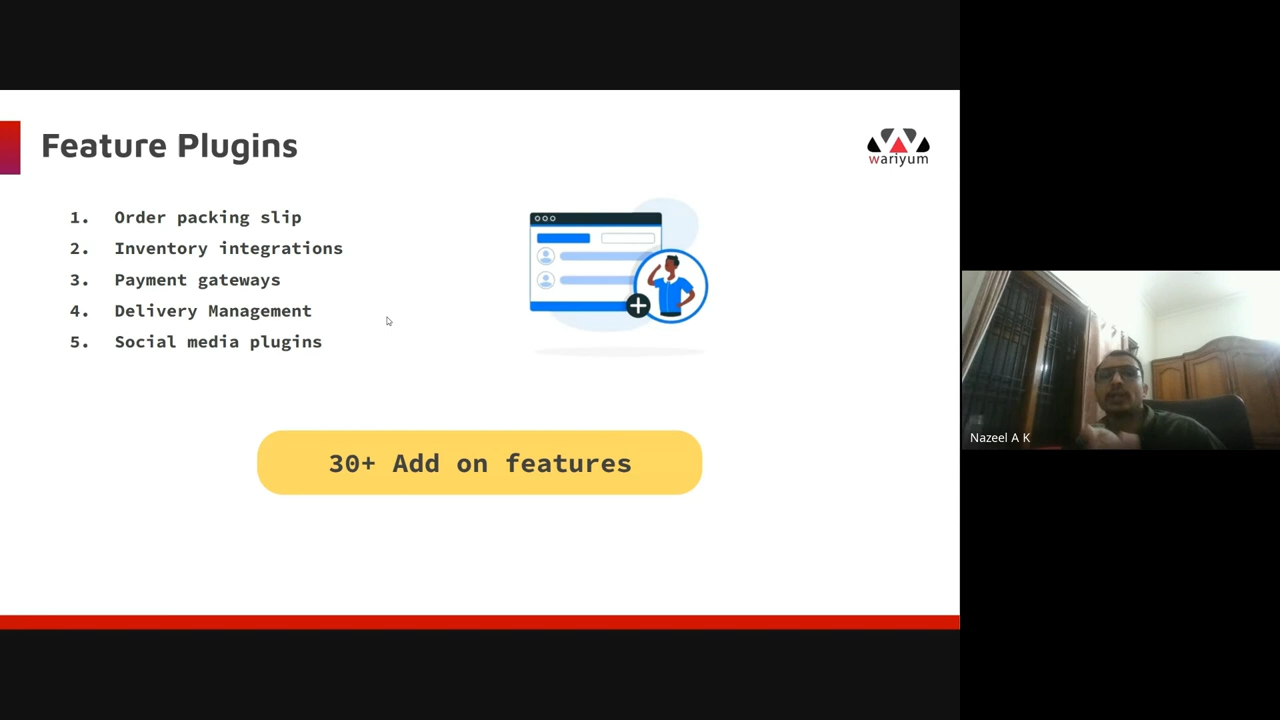 Feature Plugins
wariyum
1. Order packing slip
2. Inventory integrations
3. Payment gateways
4. Delivery Management
5. Social media plugins
30+ Add on features
Nazeel A K